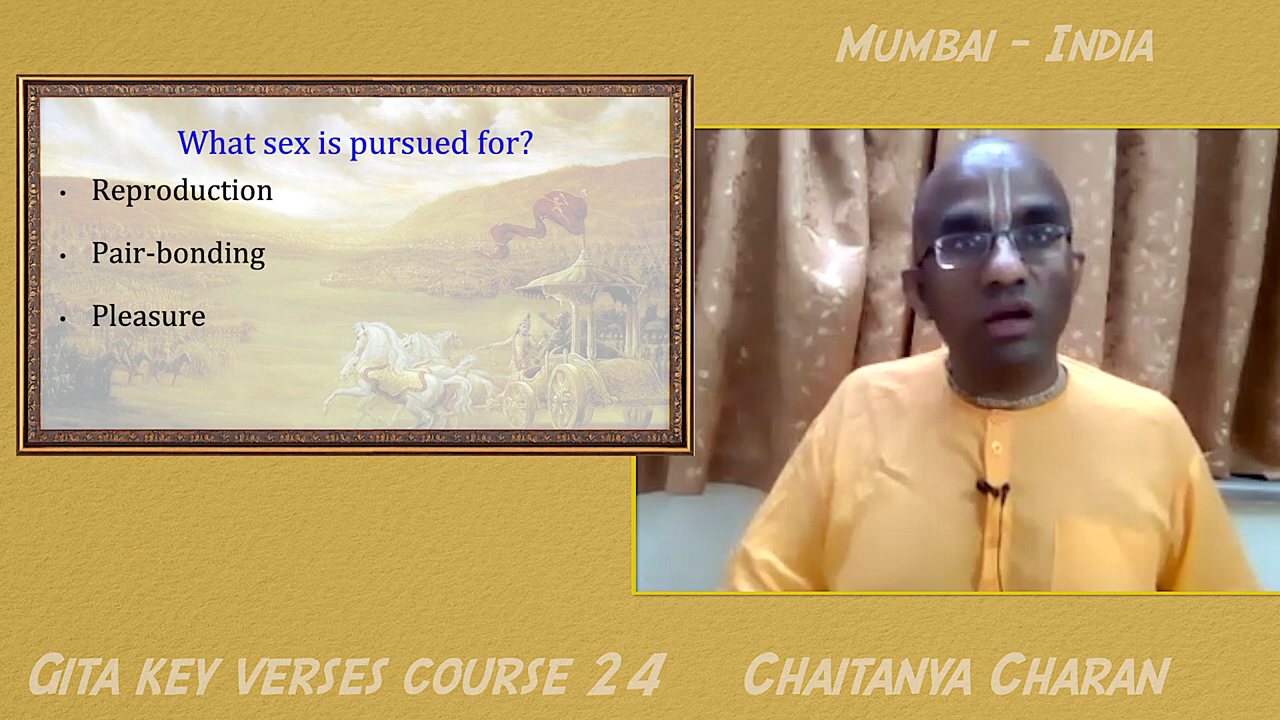 Mumbai - India
What sex is pursued for?
• Reproduction
• Pair-bonding
• Pleasure
Gita key verses course 24
Chaitanya Charan